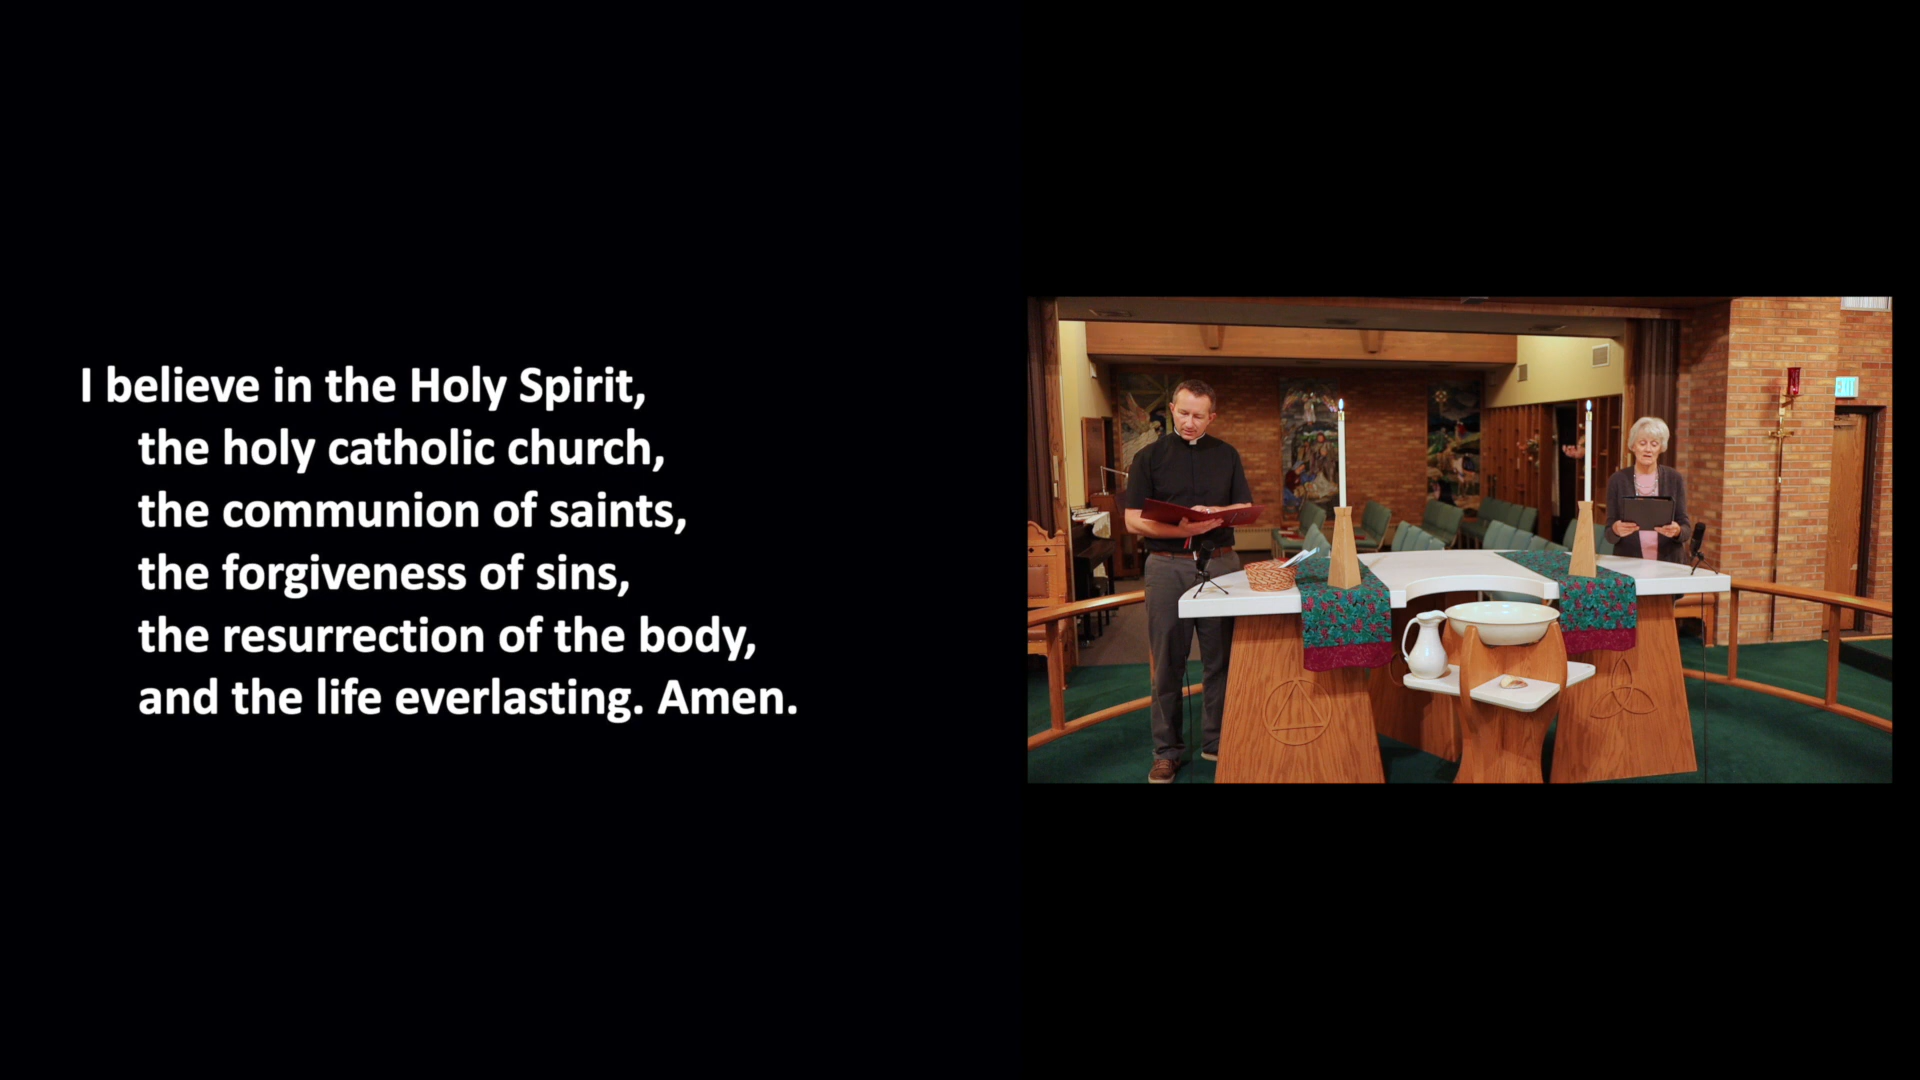 I believe in the Holy Spirit,
the holy catholic church,
the communion of saints,
the forgiveness of sins,
the resurrection of the body,
and the life everlasting. Amen.
EXIT